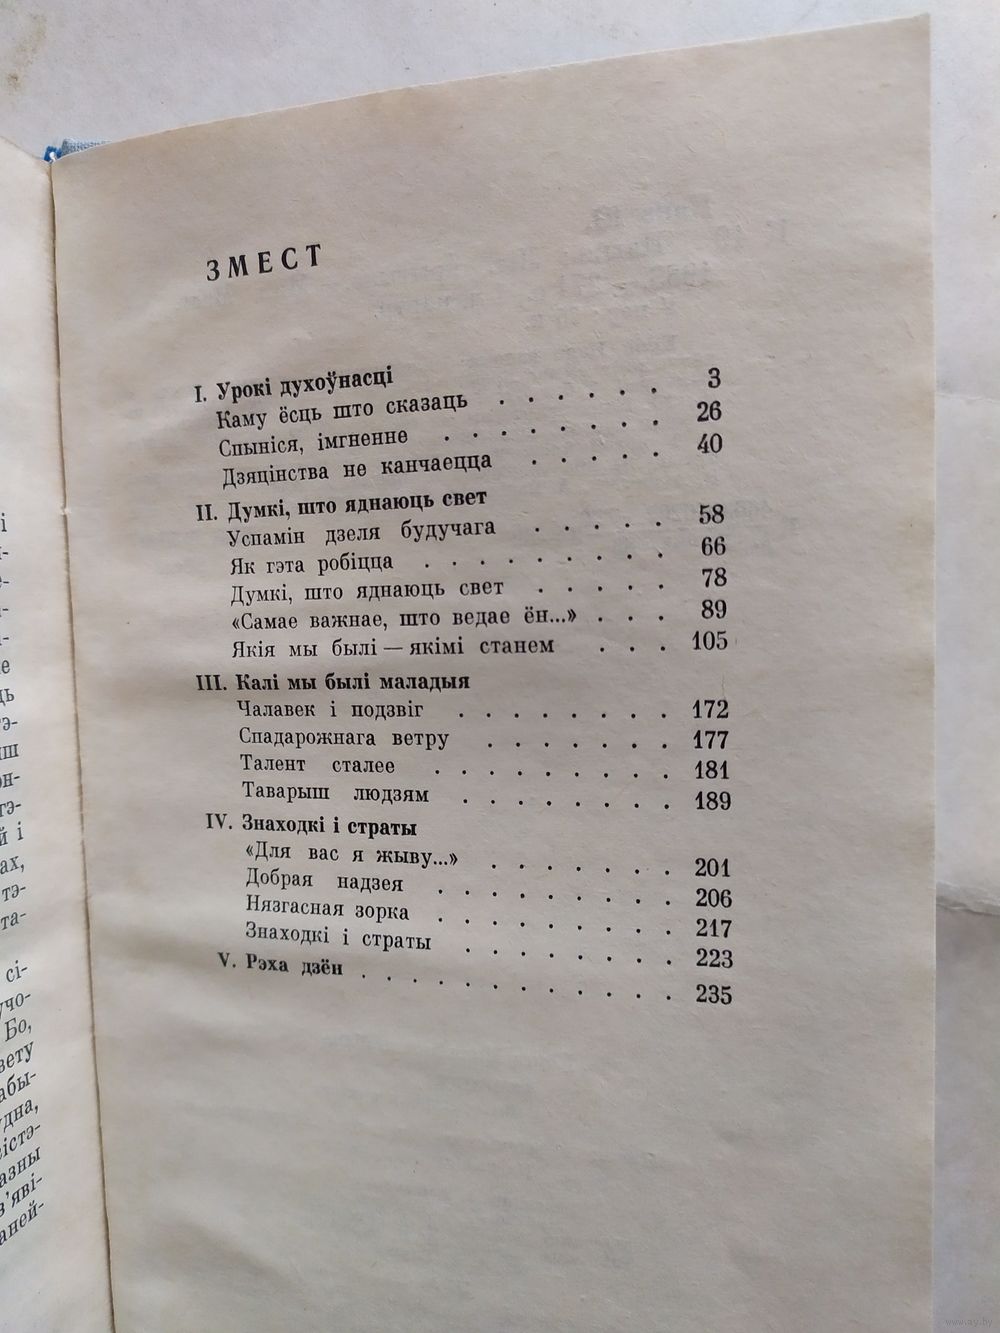 ЗМЕСТ
I. Урокі духоўнасці
Каму ёсць што сказаць . . . . . . 3
Спыніся, імгненне . . . . . . . . 26
Дзяцінства не канчаецца . . . . . 40
II. Думкі, што яднаюць свет
Успамін дзеля будучага . . . . . 58
Як гэта робіцца . . . . . . . . . 66
Думкі, што яднаюць свет . . . . . 78
«Самае важнае, што ведае ён...» . . . 89
Якія мы былі — якімі станем . . . 105
III. Калі мы былі маладыя
Чалавек і подзвіг . . . . . . . . 172
Спадарожнага ветру . . . . . . . 177
Талент сталее . . . . . . . . . 181
Таварыш людзям . . . . . . . . 189
IV. Знаходкі і страты
«Для вас я жыву...» . . . . . . . 201
Добрая надзея . . . . . . . . . 206
Нязгасная зорка . . . . . . . . . 217
Знаходкі і страты . . . . . . . . 223
V. Рэха дзён . . . . . . . . . . . . . 235
www.ay.by